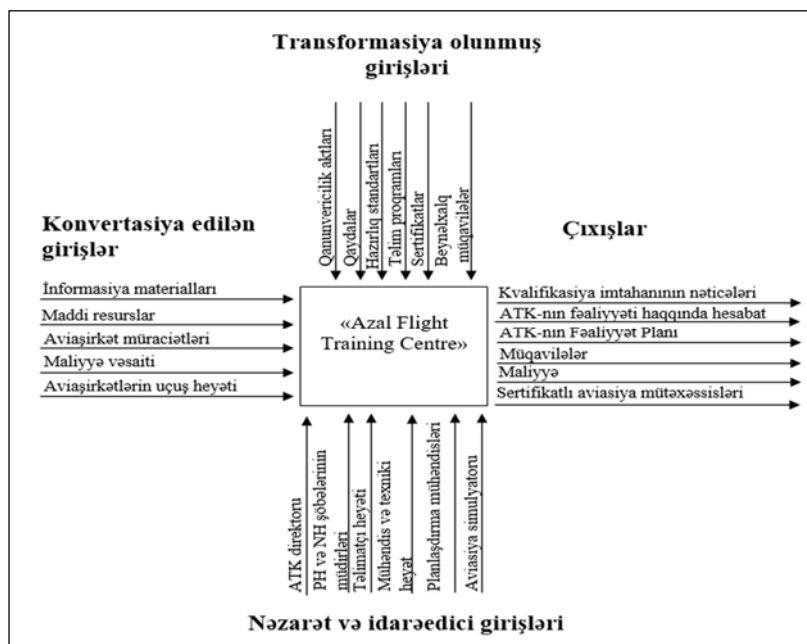 Transformasiya olunmuş
girişləri
Qanunvericilik aktları
Qaydalar
Hazırlıq standartları
Təlim proqramları
Sertifikatlar
Beynəlxalq
müqavilələr
Konvertasiya edilən
girişlər
İnformasiya materialları
Maddi resurslar
Aviaşirkət müraciətləri
Maliyyə vəsaiti
Aviaşirkətlərin uçuş heyəti
«Azal Flight
Training Centre»
Çıxışlar
Kvalifikasiya imtahanının nəticələri
ATK-nın fəaliyyəti haqqında hesabat
ATK-nın Fəaliyyət Planı
Müqavilələr
Maliyyə
Sertifikatlı aviasiya mütəxəssisləri
ATK direktoru
PH və NH şöbələrinin
müdirləri
Təlimatçı heyəti
Mühəndis və texniki
heyət
Planlaşdırma mühəndisləri
Aviasiya simulyatoru
Nəzarət və idarəedici girişləri